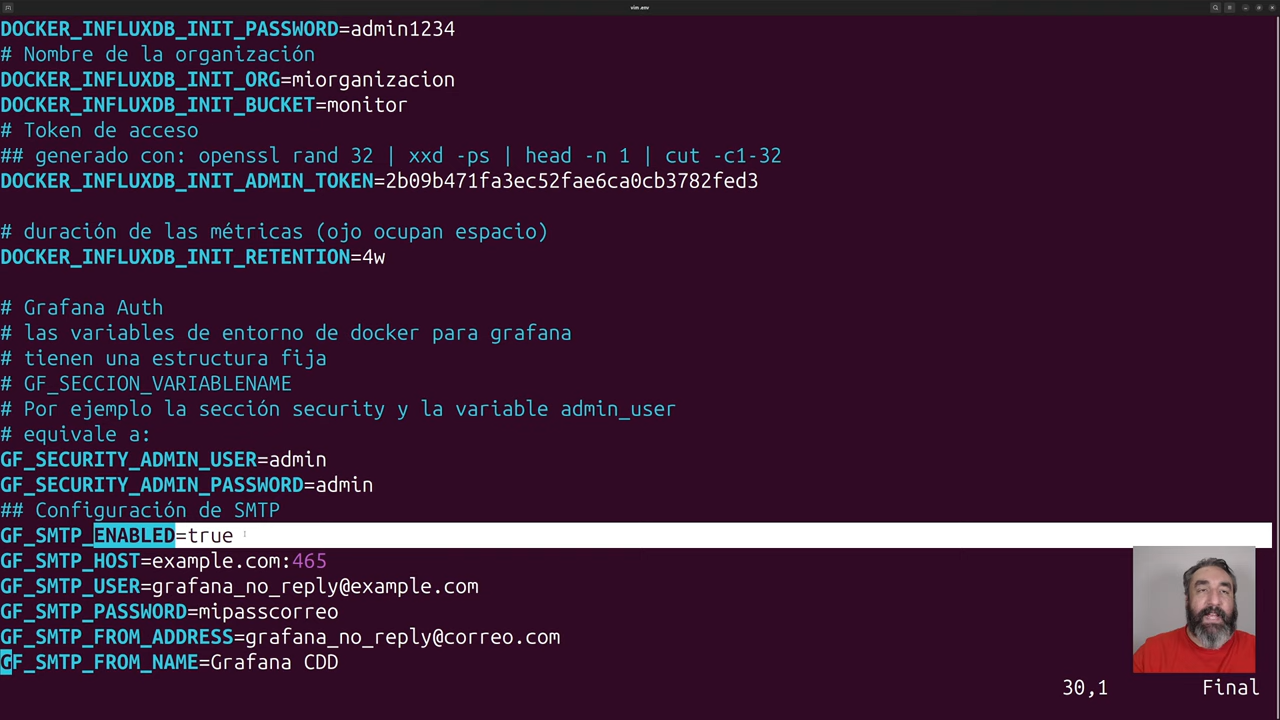 vim .env
DOCKER_INFLUXDB_INIT_PASSWORD=admin1234
# Nombre de la organización
DOCKER_INFLUXDB_INIT_ORG=miorganizacion
DOCKER_INFLUXDB_INIT_BUCKET=monitor
# Token de acceso
## generado con: openssl rand 32 | xxd -ps | head -n 1 | cut -c1-32
DOCKER_INFLUXDB_INIT_ADMIN_TOKEN=2b09b471fa3ec52fae6ca0cb3782fed3
# duración de las métricas (ojo ocupan espacio)
DOCKER_INFLUXDB_INIT_RETENTION=4w
# Grafana Auth
# las variables de entorno de docker para grafana
# tienen una estructura fija
# GF_SECCION_VARIABLENAME
# Por ejemplo la sección security y la variable admin_user
# equivale a:
GF_SECURITY_ADMIN_USER=admin
GF_SECURITY_ADMIN_PASSWORD=admin
## Configuración de SMTP
GF_SMTP_ENABLED=true
GF_SMTP_HOST=example.com:465
GF_SMTP_USER=grafana_no_reply@example.com
GF_SMTP_PASSWORD=mipasscorreo
GF_SMTP_FROM_ADDRESS=grafana_no_reply@correo.com
GF_SMTP_FROM_NAME=Grafana CDD
30,1 Final